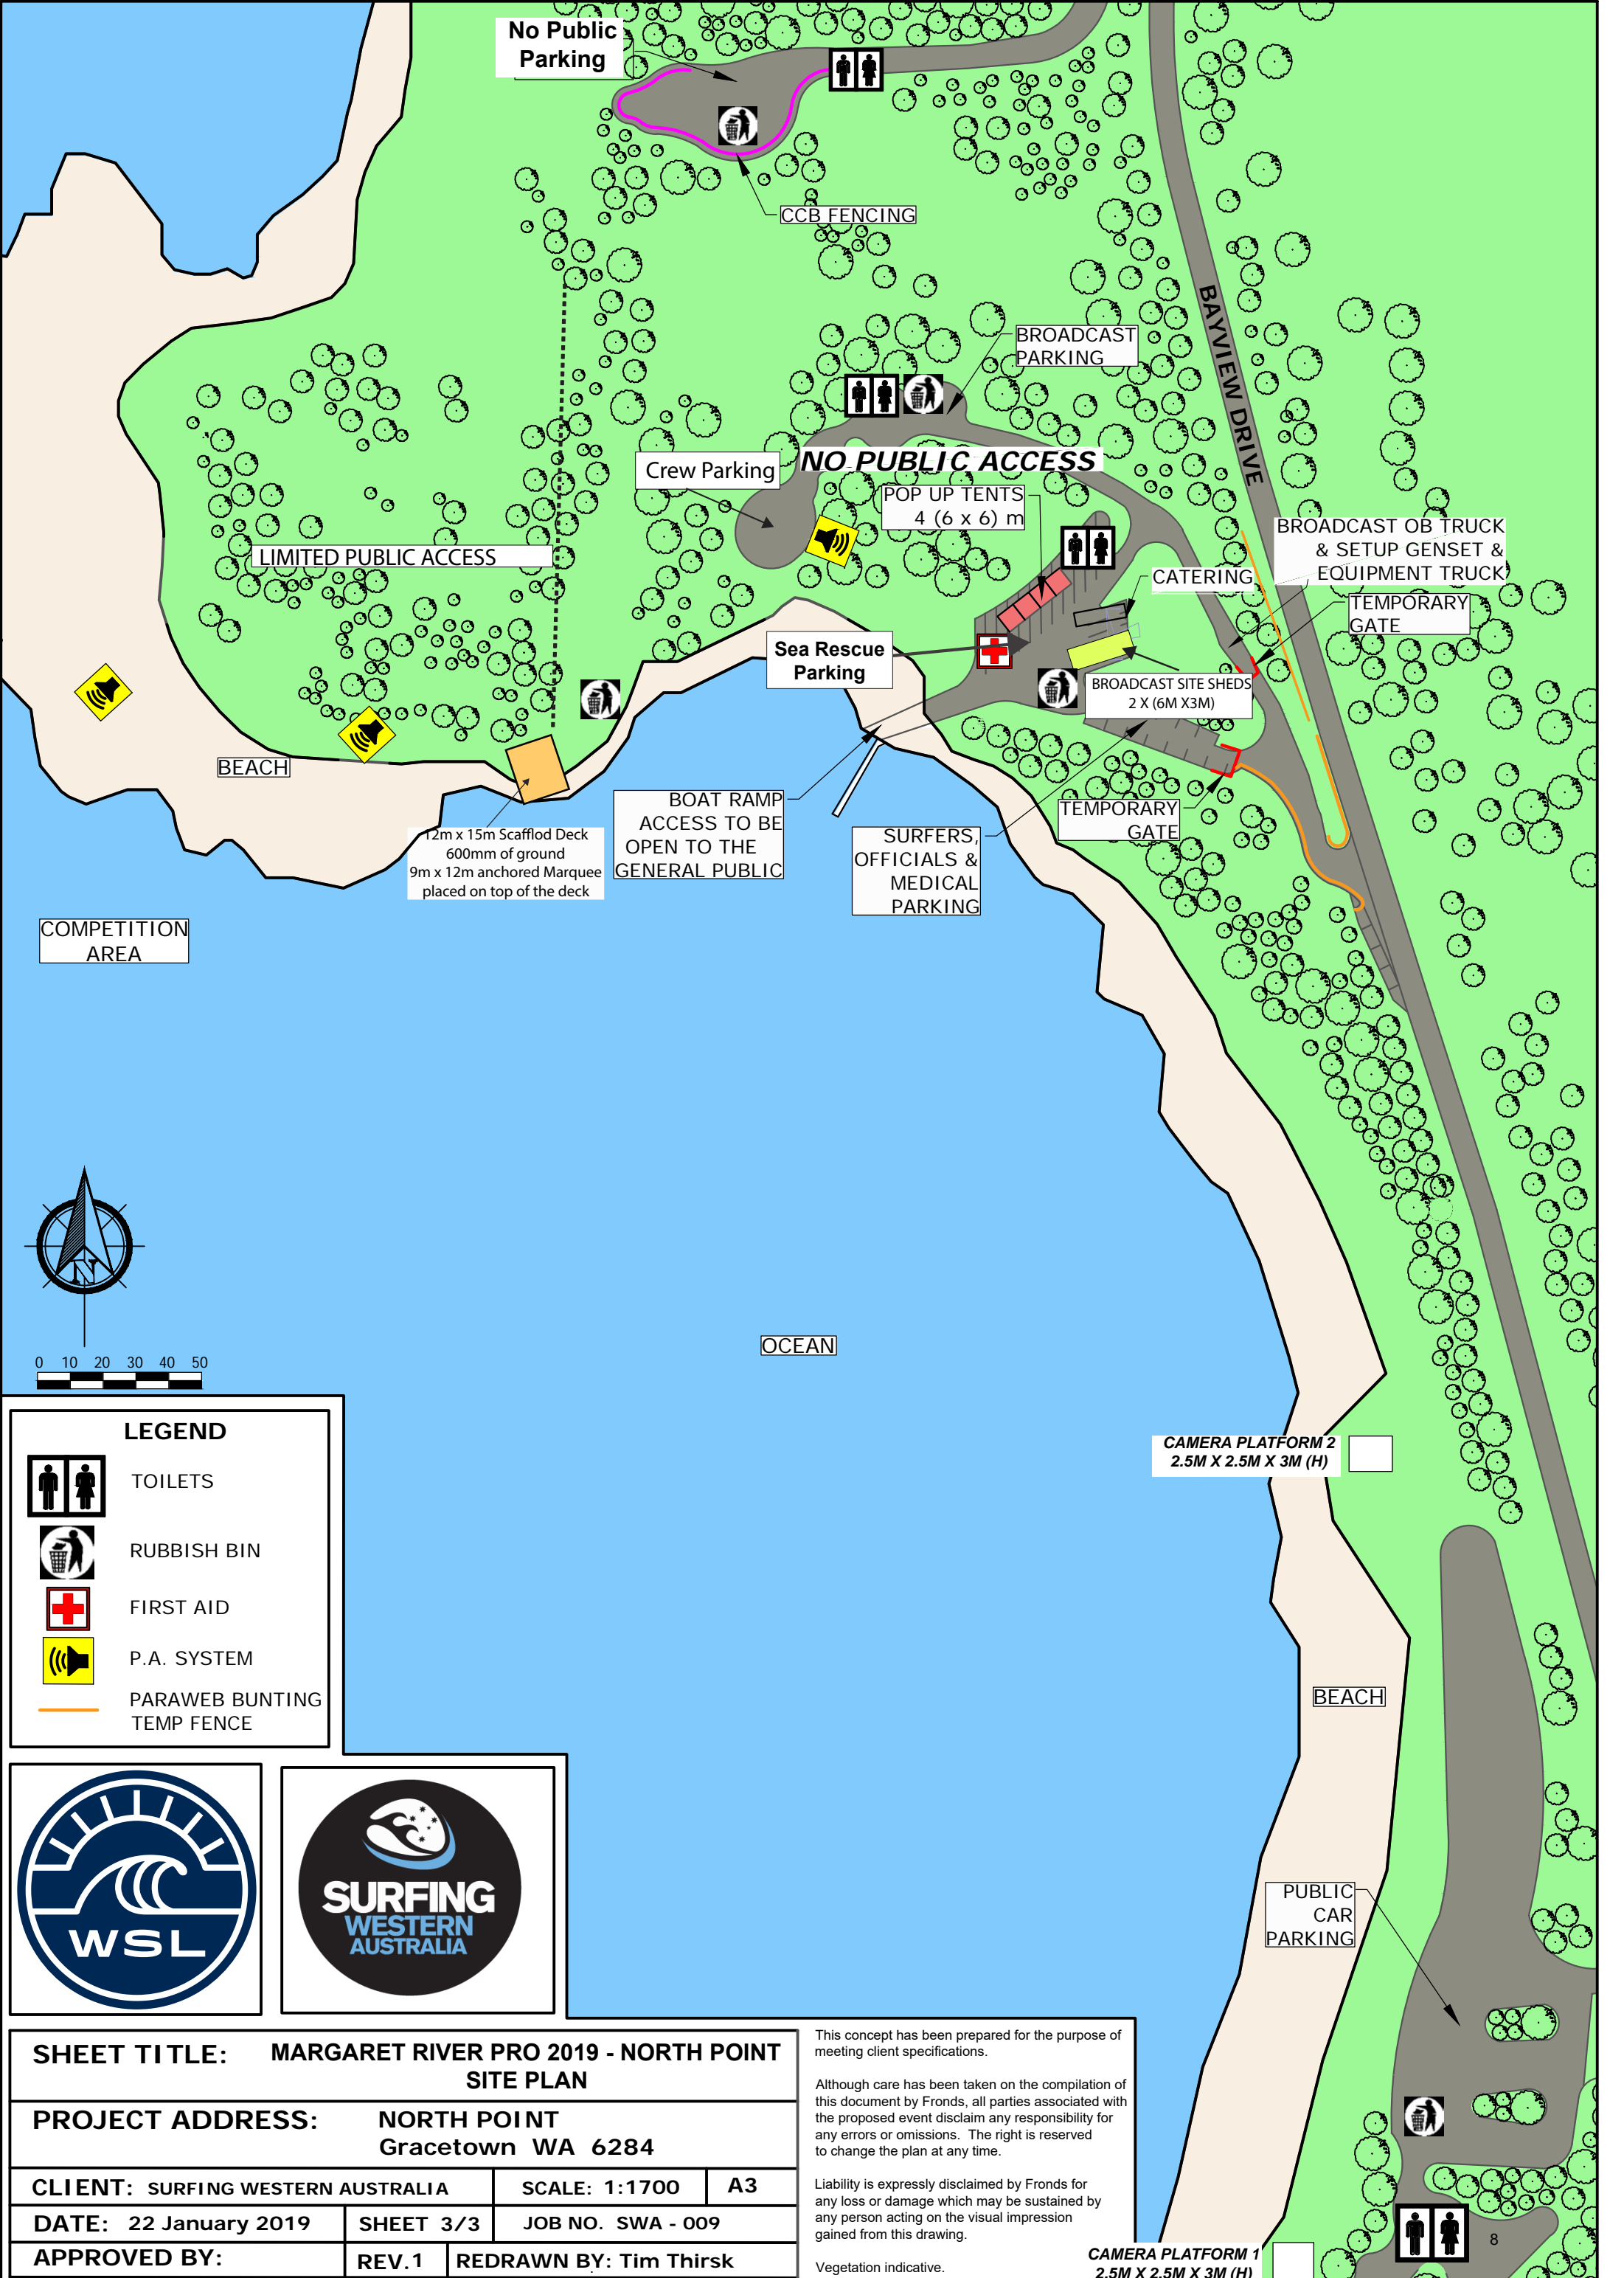 No Public
Parking
CCB FENCING
BAYVIEW DRIVE
BROADCAST
PARKING
Crew Parking
NO PUBLIC ACCESS
POP UP TENTS
4 (6 x 6) m
BROADCAST OB TRUCK
& SETUP GENSET &
EQUIPMENT TRUCK
LIMITED PUBLIC ACCESS
CATERING
TEMPORARY
GATE
Sea Rescue
Parking
BROADCAST SITE SHEDS
2 X (6M X3M)
BEACH
TEMPORARY
GATE
12m x 15m Scafflod Deck
600mm of ground
9m x 12m anchored Marquee
placed on top of the deck
BOAT RAMP
ACCESS TO BE
OPEN TO THE
GENERAL PUBLIC
SURFERS,
OFFICIALS &
MEDICAL
PARKING
COMPETITION
AREA
N
0 10 20 30 40 50
OCEAN
LEGEND
TOILETS
RUBBISH BIN
FIRST AID
P.A. SYSTEM
PARAWEB BUNTING
TEMP FENCE
CAMERA PLATFORM 2
2.5M X 2.5M X 3M (H)
BEACH
PUBLIC
CAR
PARKING
WSL
SURFING
WESTERN
AUSTRALIA
SHEET TITLE: MARGARET RIVER PRO 2019 - NORTH POINT
SITE PLAN
PROJECT ADDRESS: NORTH POINT
Gracetown WA 6284
CLIENT: SURFING WESTERN AUSTRALIA SCALE: 1:1700 A3
DATE: 22 January 2019 SHEET 3/3 JOB NO. SWA - 009
APPROVED BY: REV.1 REDRAWN BY: Tim Thirsk
This concept has been prepared for the purpose of
meeting client specifications.
Although care has been taken on the compilation of
this document by Fronds, all parties associated with
the proposed event disclaim any responsibility for
any errors or omissions. The right is reserved
to change the plan at any time.
Liability is expressly disclaimed by Fronds for
any loss or damage which may be sustained by
any person acting on the visual impression
gained from this drawing.
Vegetation indicative.
CAMERA PLATFORM 1
2.5M X 2.5M X 3M (H)
8